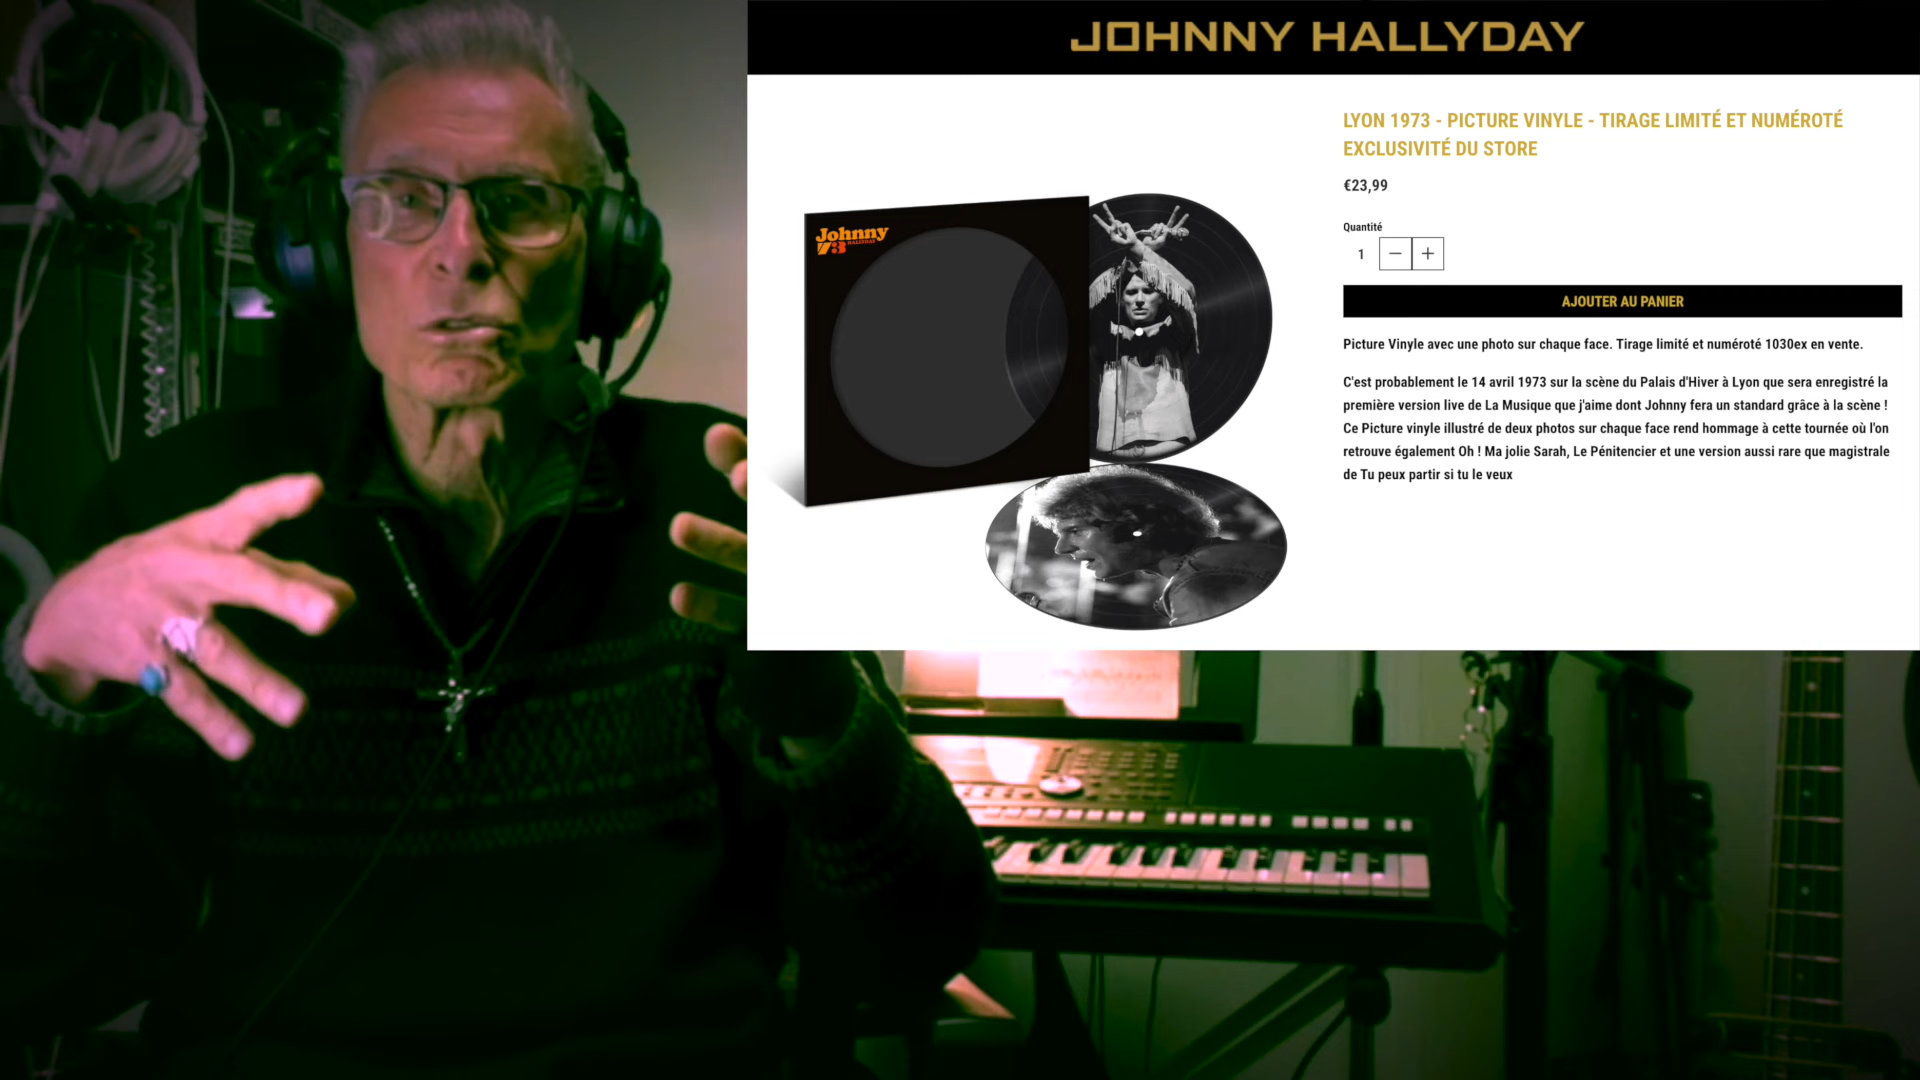 JOHNNY HALLYDAY
LYON 1973 - PICTURE VINYLE - TIRAGE LIMITÉ ET NUMÉROTÉ
EXCLUSIVITÉ DU STORE
€23,99
Quantité
1 − +
AJOUTER AU PANIER
Picture Vinyle avec une photo sur chaque face. Tirage limité et numéroté 1030ex en vente.
C'est probablement le 14 avril 1973 sur la scène du Palais d'Hiver à Lyon que sera enregistré la
première version live de La Musique que j'aime dont Johnny fera un standard grâce à la scène !
Ce Picture vinyle illustré de deux photos sur chaque face rend hommage à cette tournée où l'on
retrouve également Oh ! Ma jolie Sarah, Le Pénitencier et une version aussi rare que magistrale
de Tu peux partir si tu le veux
Johnny
73 HALLYDAY